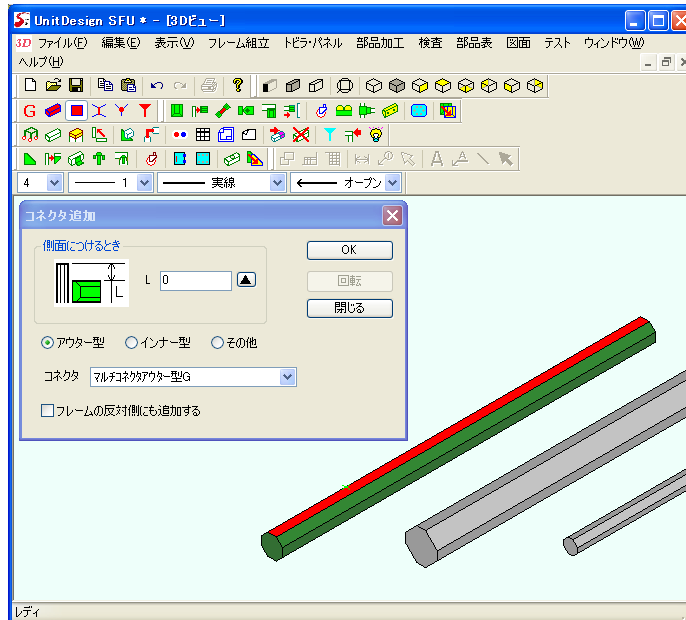 UnitDesign SFU * - [3Dビュー]
3D ファイル(F) 編集(E) 表示(V) フレーム組立 トビラ・パネル 部品加工 検査 部品表 図面 テスト ウィンドウ(W)
ヘルプ(H)
4 1 実線 オープン
コネクタ追加
側面につけるとき
L 0
L
OK
回転
閉じる
アウター型 インナー型 その他
コネクタ マルチコネクタアウター型G
フレームの反対側にも追加する
レディ